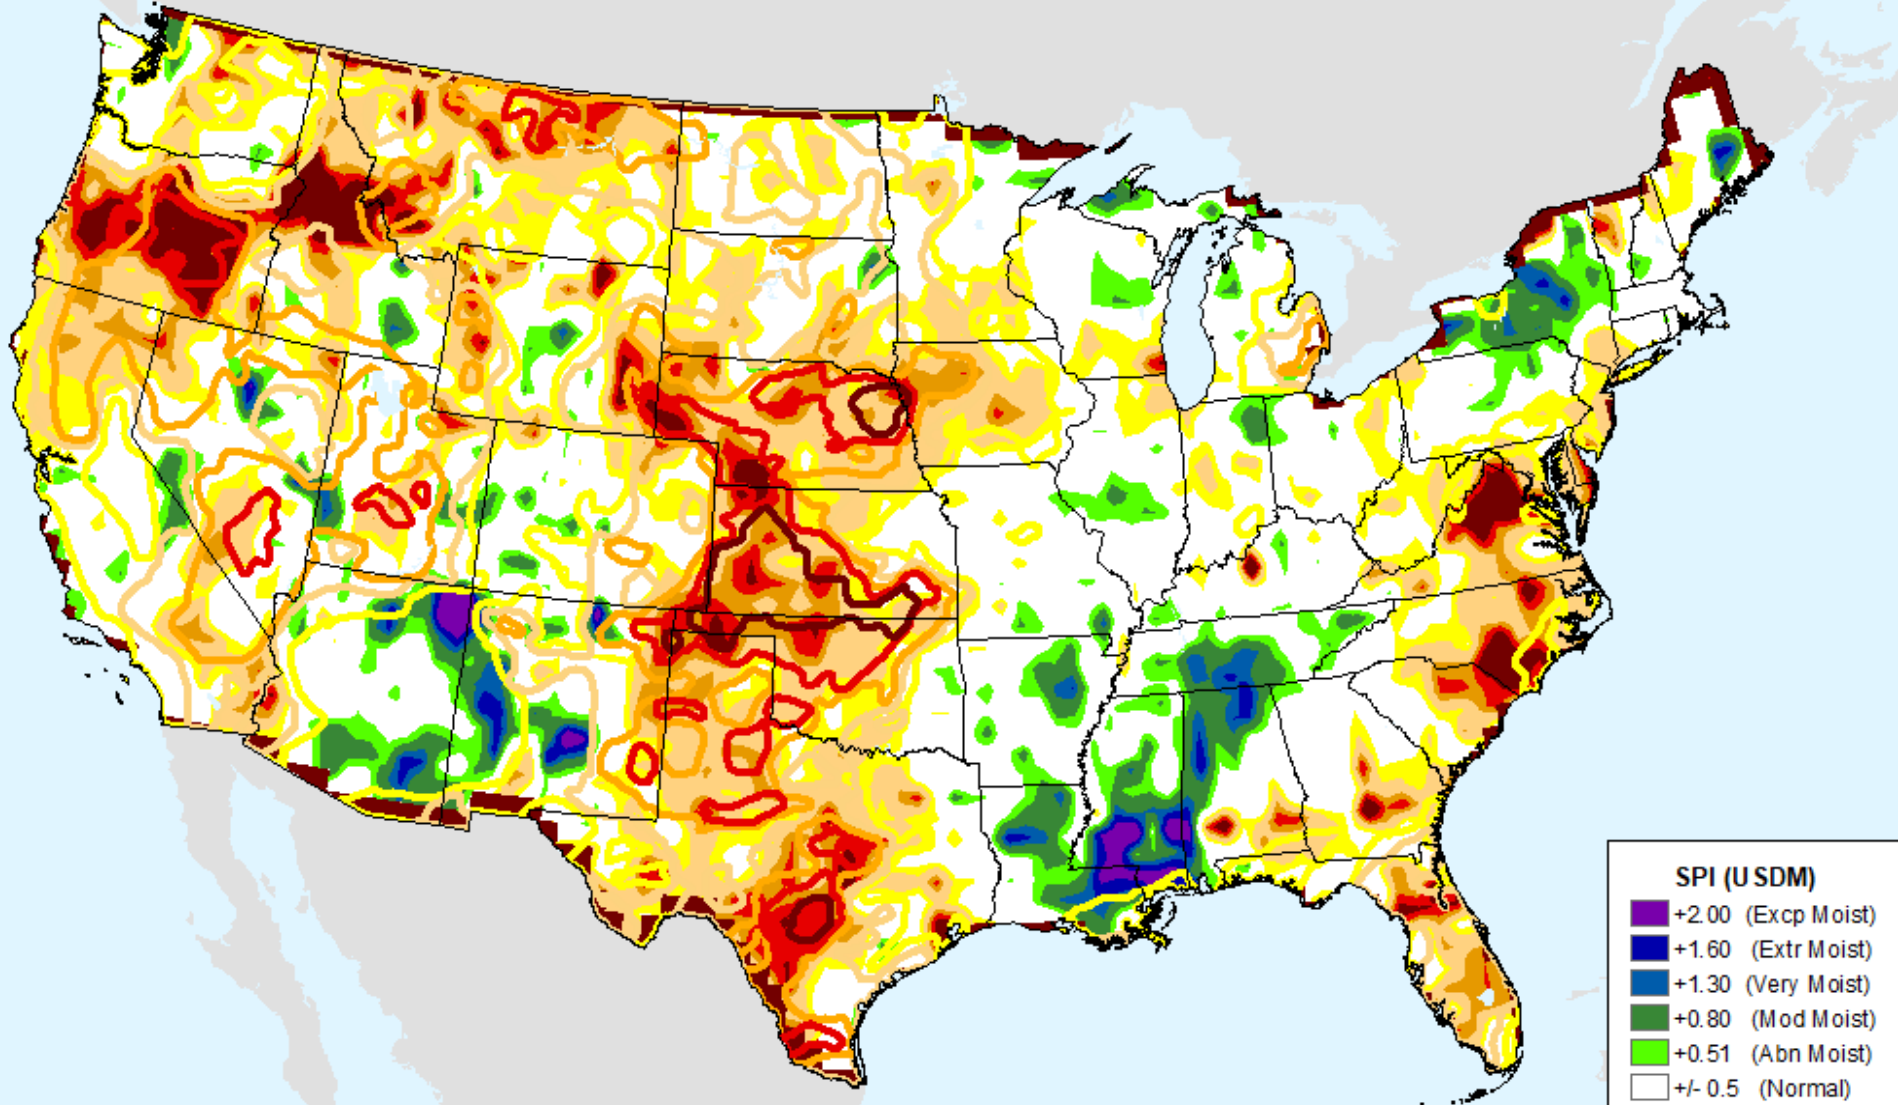 SPI (USDM)
+2.00 (Excp Moist)
+1.60 (Extr Moist)
+1.30 (Very Moist)
+0.80 (Mod Moist)
+0.51 (Abn Moist)
+/- 0.5 (Normal)